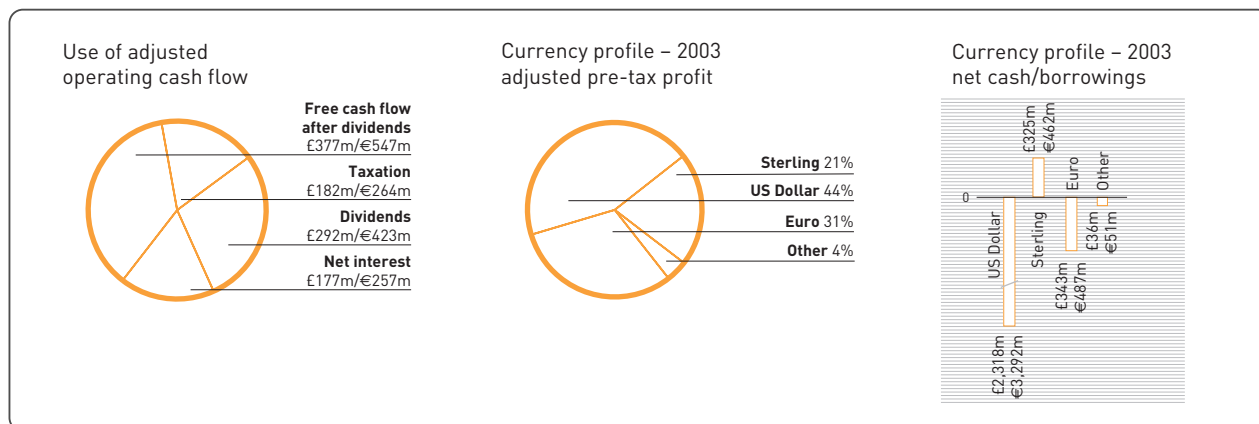 Use of adjusted
operating cash flow
Free cash flow
after dividends
£377m/€547m
Taxation
£182m/€264m
Dividends
£292m/€423m
Net interest
£177m/€257m
Currency profile – 2003
adjusted pre-tax profit
Sterling 21%
US Dollar 44%
Euro 31%
Other 4%
Currency profile – 2003
net cash/borrowings
0
US Dollar
£2,318m
€3,292m
£325m
€462m
Sterling
Euro
£343m
€487m
Other
£36m
€51m